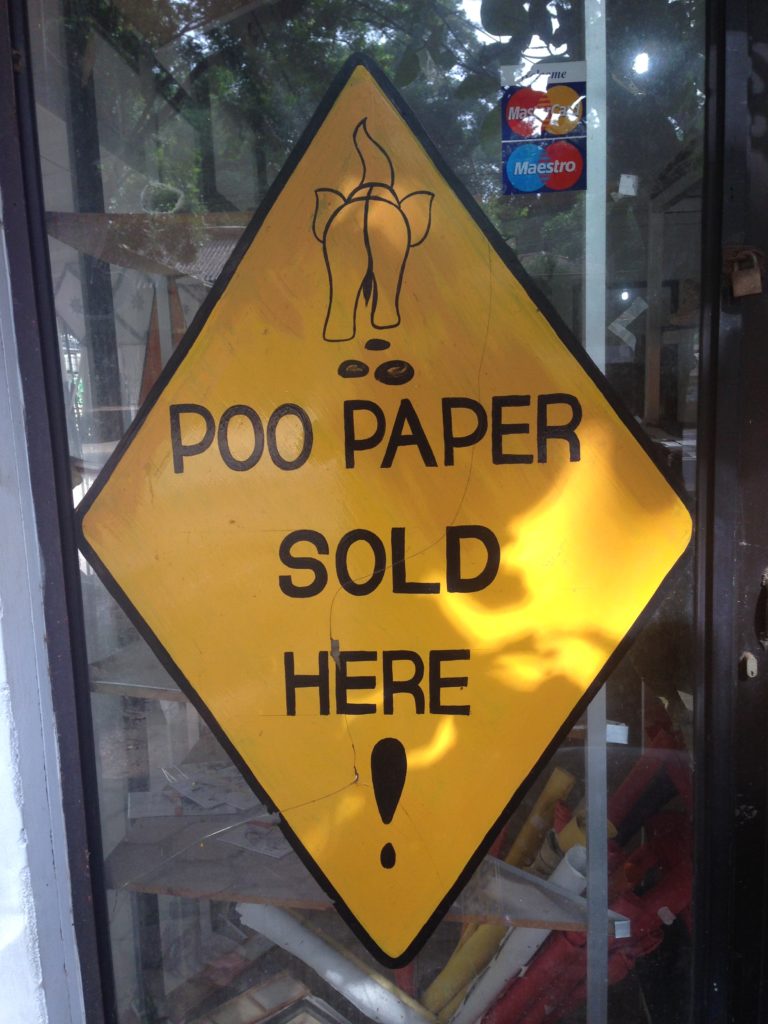 MasterCard
Maestro
POO PAPER
SOLD
HERE
!